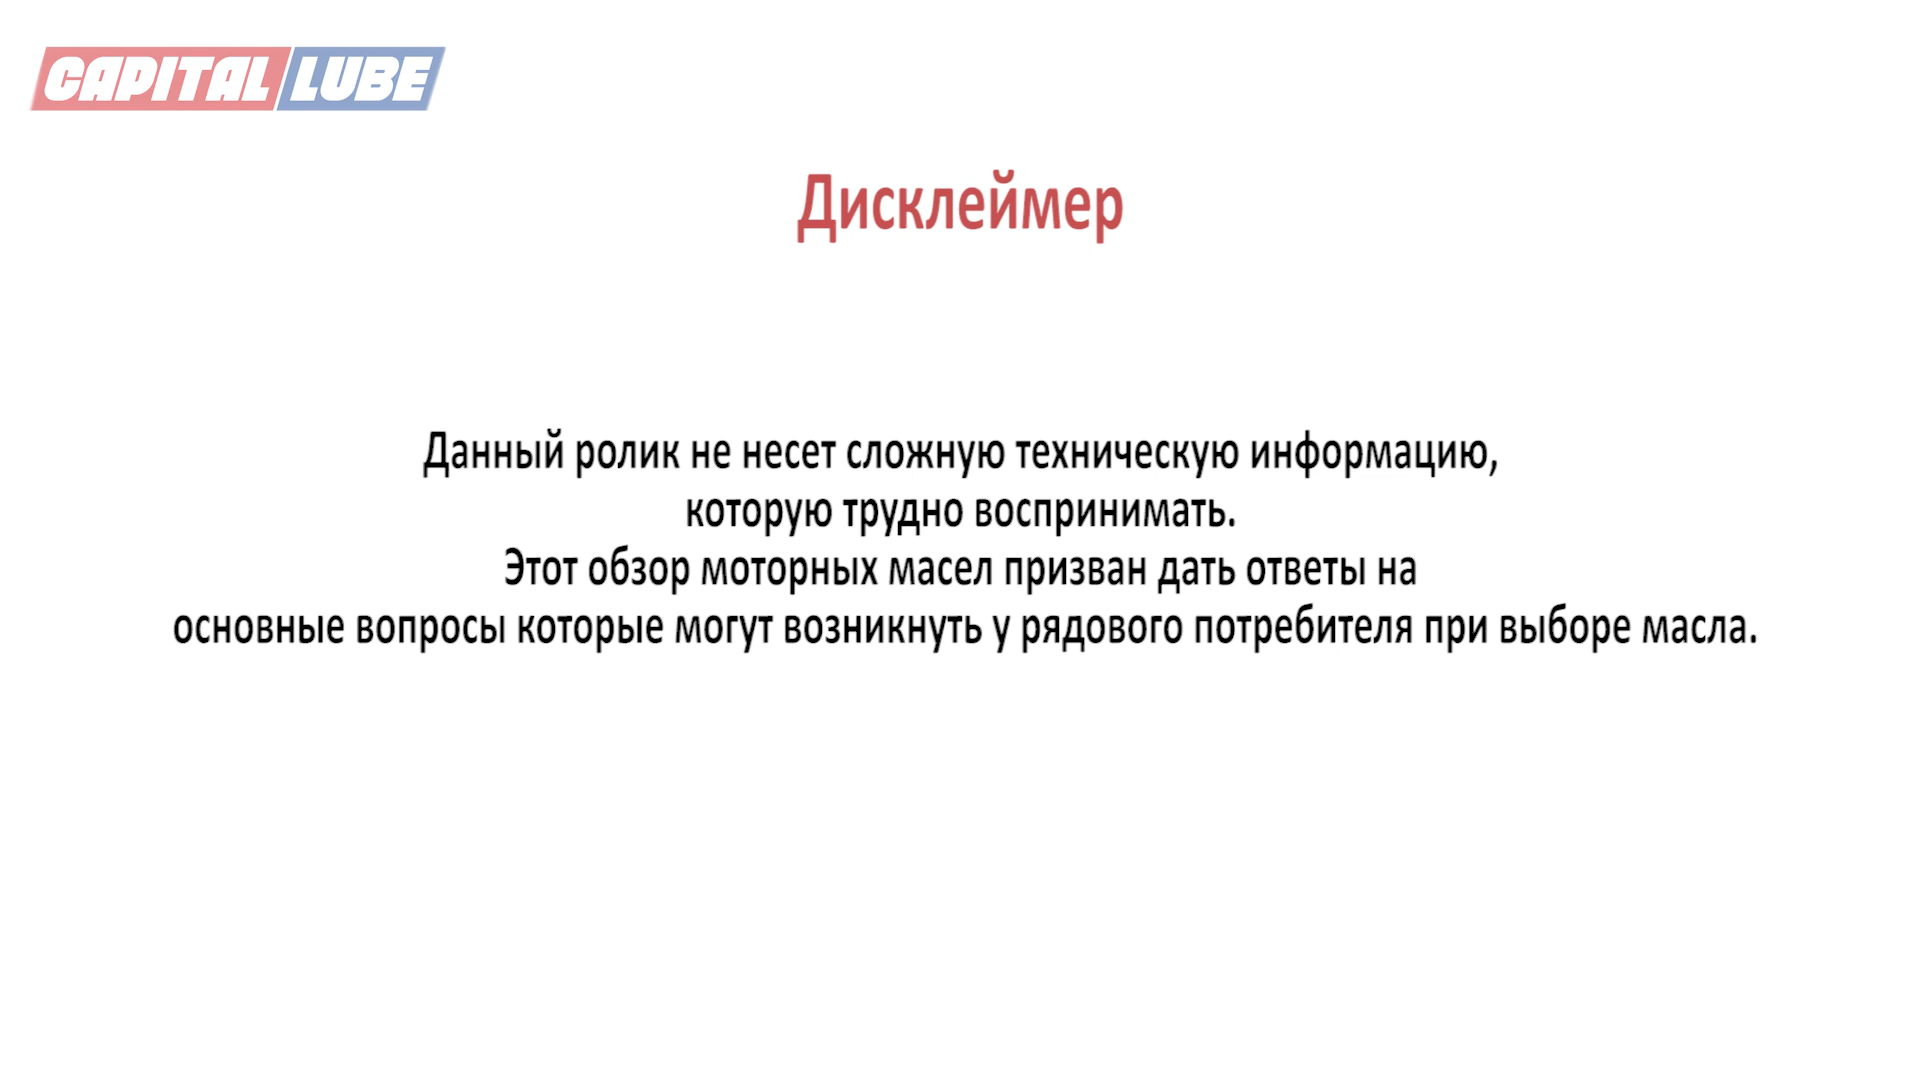 CAPITAL LUBE
Дисклеймер
Данный ролик не несет сложную техническую информацию,
которую трудно воспринимать.
Этот обзор моторных масел призван дать ответы на
основные вопросы которые могут возникнуть у рядового потребителя при выборе масла.